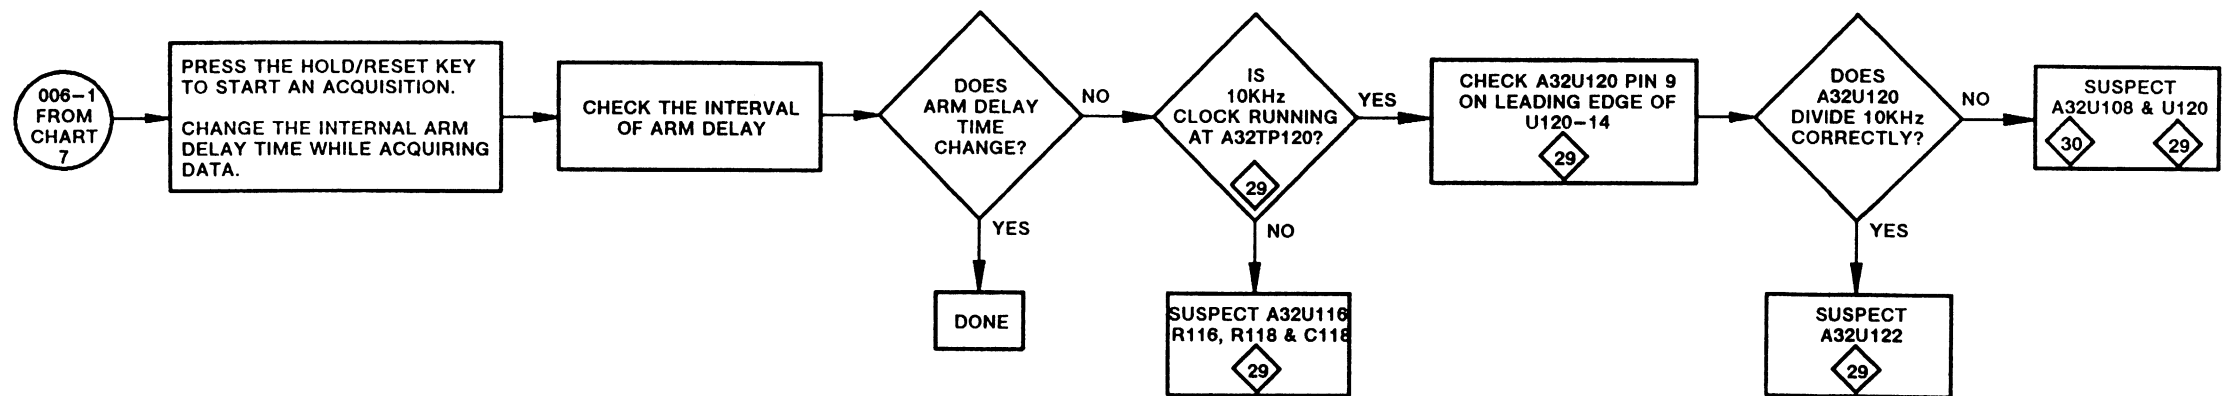 006-1
FROM
CHART
7
PRESS THE HOLD/RESET KEY
TO START AN ACQUISITION.
CHANGE THE INTERNAL ARM
DELAY TIME WHILE ACQUIRING
DATA.
CHECK THE INTERVAL
OF ARM DELAY
DOES
ARM DELAY
TIME
CHANGE?
NO
YES
DONE
IS
10KHz
CLOCK RUNNING
AT A32TP120?
29
YES
NO
SUSPECT A32U116
R116, R118 & C118
29
CHECK A32U120 PIN 9
ON LEADING EDGE OF
U120-14
29
DOES
A32U120
DIVIDE 10KHz
CORRECTLY?
NO
YES
SUSPECT
A32U122
29
SUSPECT
A32U108 & U120
30 29